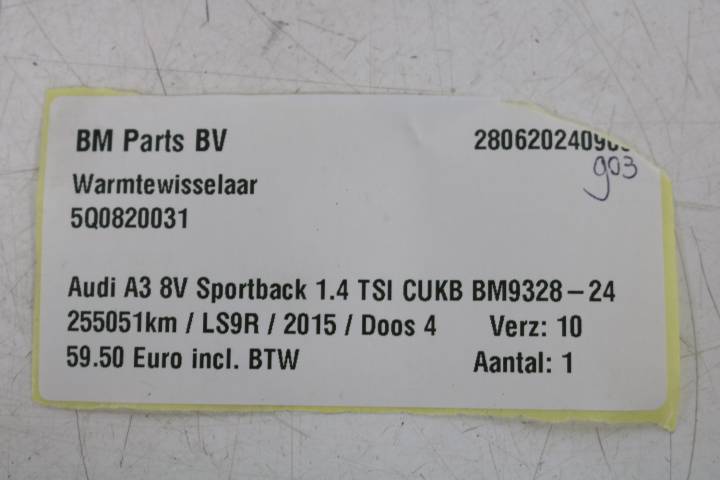 BM Parts BV
903
Warmtewisselaar
5Q0820031
Audi A3 8V Sportback 1.4 TSI CUKB BM9328-24
255051km / LS9R / 2015 / Doos 4 Verz: 10
59.50 Euro incl. BTW Aantal: 1